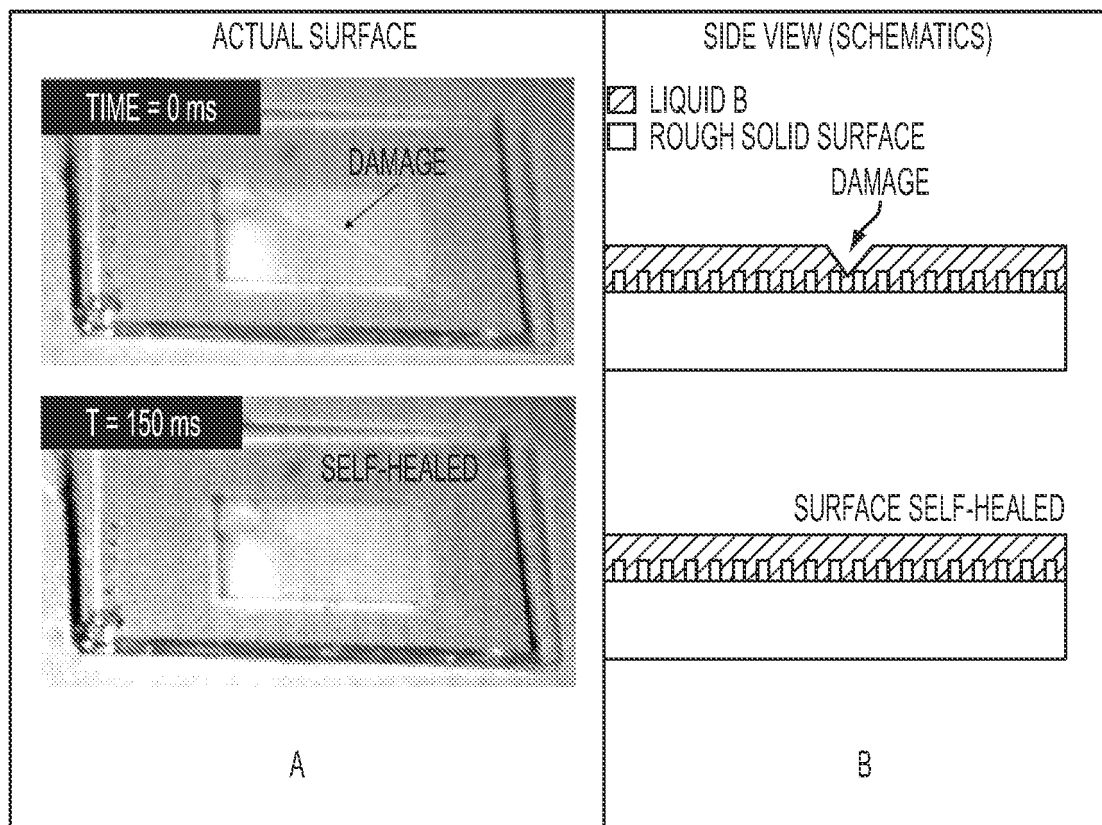 ACTUAL SURFACE
TIME = 0 ms
DAMAGE
T = 150 ms
SELF-HEALED
A
SIDE VIEW (SCHEMATICS)
LIQUID B
ROUGH SOLID SURFACE
DAMAGE
SURFACE SELF-HEALED
B